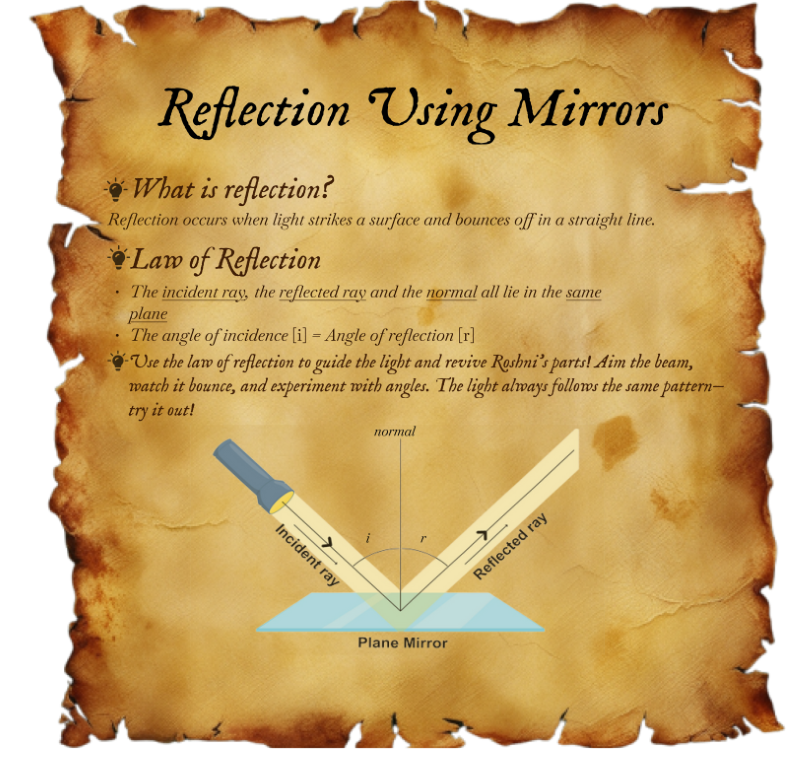 Reflection Using Mirrors
What is reflection?
Reflection occurs when light strikes a surface and bounces off in a straight line.
Law of Reflection
• The incident ray, the reflected ray and the normal all lie in the same
plane
• The angle of incidence [i] = Angle of reflection [r]
Use the law of reflection to guide the light and revive Roshni's parts! Aim the beam,
watch it bounce, and experiment with angles. The light always follows the same pattern—
try it out!
normal
i
r
Incident ray
Reflected ray
Plane Mirror